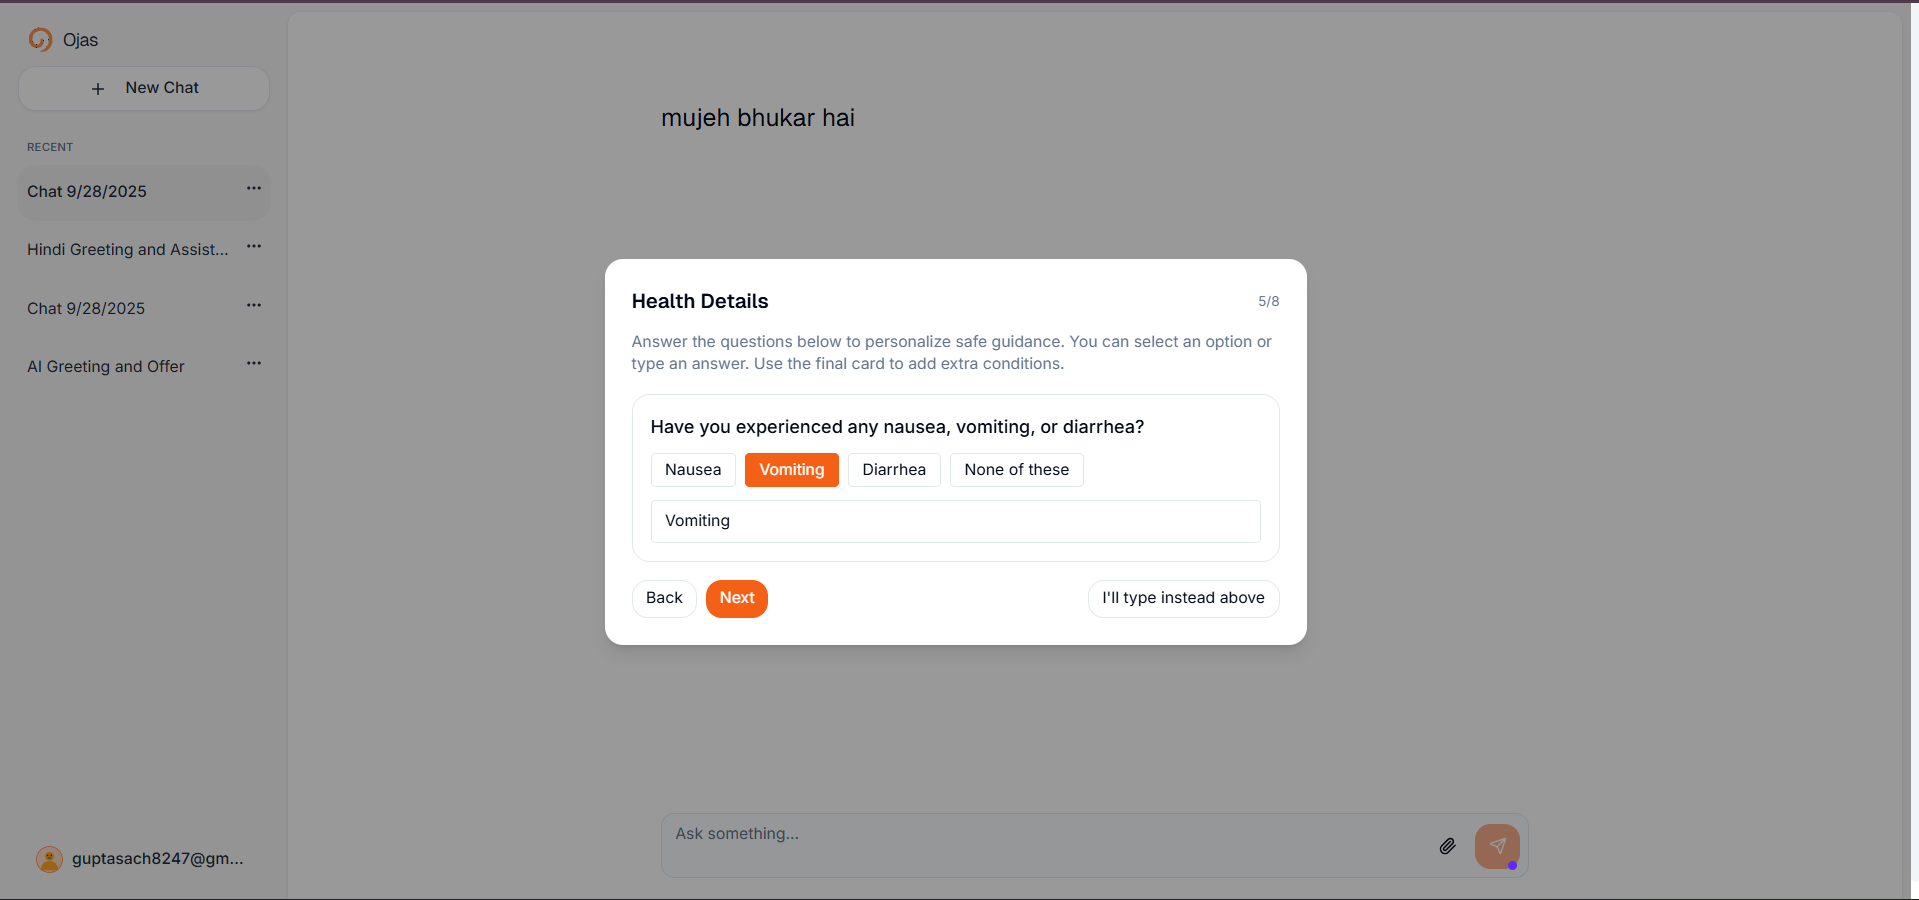 Ojas
New Chat
RECENT
Chat 9/28/2025
Hindi Greeting and Assist...
Chat 9/28/2025
AI Greeting and Offer
guptasach8247@gm...
mujeh bhukar hai
Health Details
5/8
Answer the questions below to personalize safe guidance. You can select an option or
type an answer. Use the final card to add extra conditions.
Have you experienced any nausea, vomiting, or diarrhea?
Nausea Vomiting Diarrhea None of these
Vomiting
Back Next I'll type instead above
Ask something...